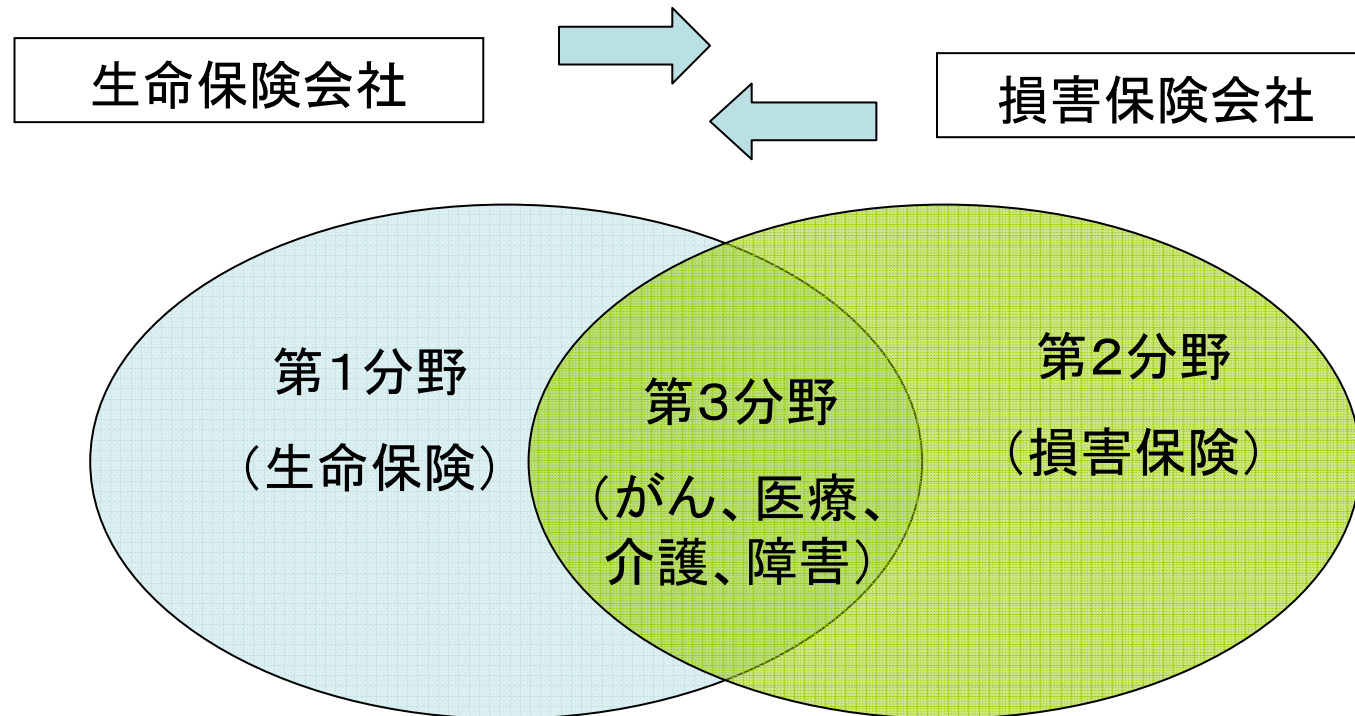 生命保険会社
損害保険会社
第１分野
（生命保険）
第３分野
（がん、医療、
介護、障害）
第２分野
（損害保険）